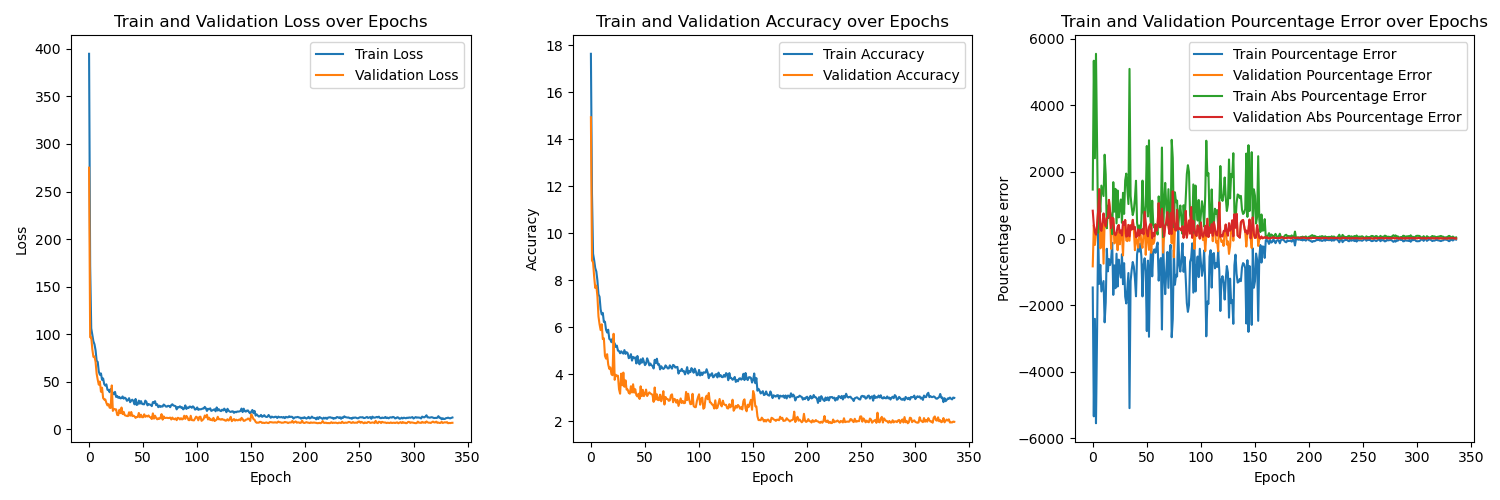 Train and Validation Loss over Epochs
Train Loss
Validation Loss
400
350
300
250
200
150
100
50
0
Loss
0 50 100 150 200 250 300 350
Epoch
Train and Validation Accuracy over Epochs
Train Accuracy
Validation Accuracy
18
16
14
12
10
8
6
4
2
Accuracy
0 50 100 150 200 250 300 350
Epoch
Train and Validation Pourcentage Error over Epochs
Train Pourcentage Error
Validation Pourcentage Error
Train Abs Pourcentage Error
Validation Abs Pourcentage Error
6000
4000
2000
0
−2000
−4000
−6000
Pourcentage error
0 50 100 150 200 250 300 350
Epoch